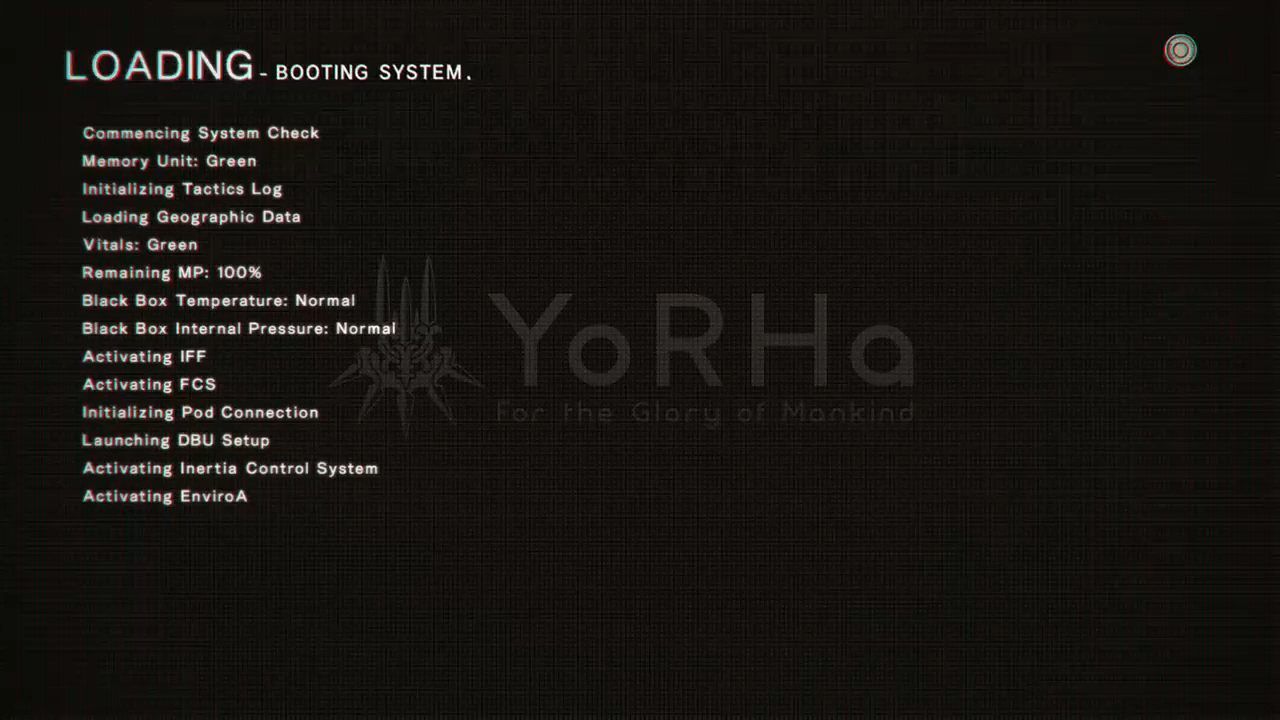 LOADING - BOOTING SYSTEM.
Commencing System Check
Memory Unit: Green
Initializing Tactics Log
Loading Geographic Data
Vitals: Green
Remaining MP: 100%
Black Box Temperature: Normal
Black Box Internal Pressure: Normal
Activating IFF
Activating FCS
Initializing Pod Connection
Launching DBU Setup
Activating Inertia Control System
Activating EnviroA
YoRHa
For the Glory of Mankind